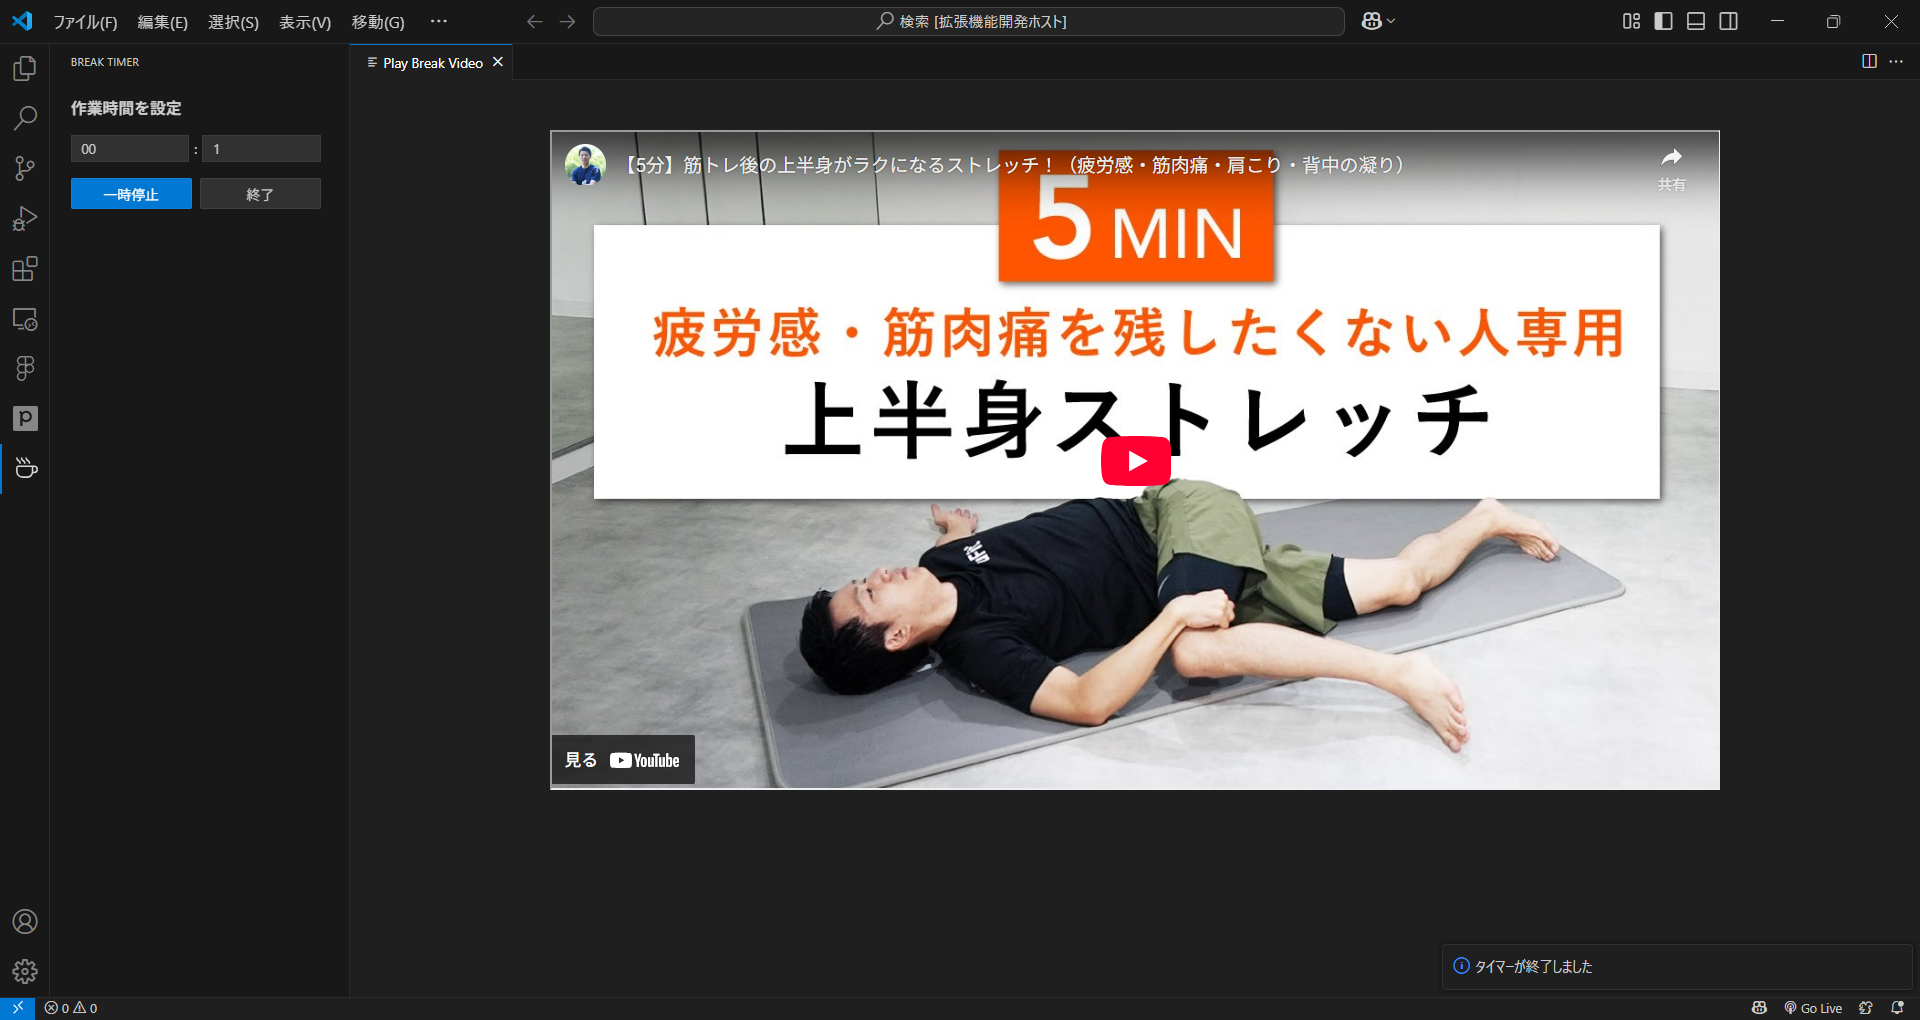 ファイル(F) 編集(E) 選択(S) 表示(V) 移動(G) ···
検索 [拡張機能開発ホスト]
BREAK TIMER
Play Break Video
作業時間を設定
00 : 1
一時停止 終了
【5分】筋トレ後の上半身がラクになるストレッチ！（疲労感・筋肉痛・肩こり・背中の凝り）
共有
5 MIN
疲労感・筋肉痛を残したくない人専用
上半身ストレッチ
見る YouTube
タイマーが終了しました
0 0
Go Live